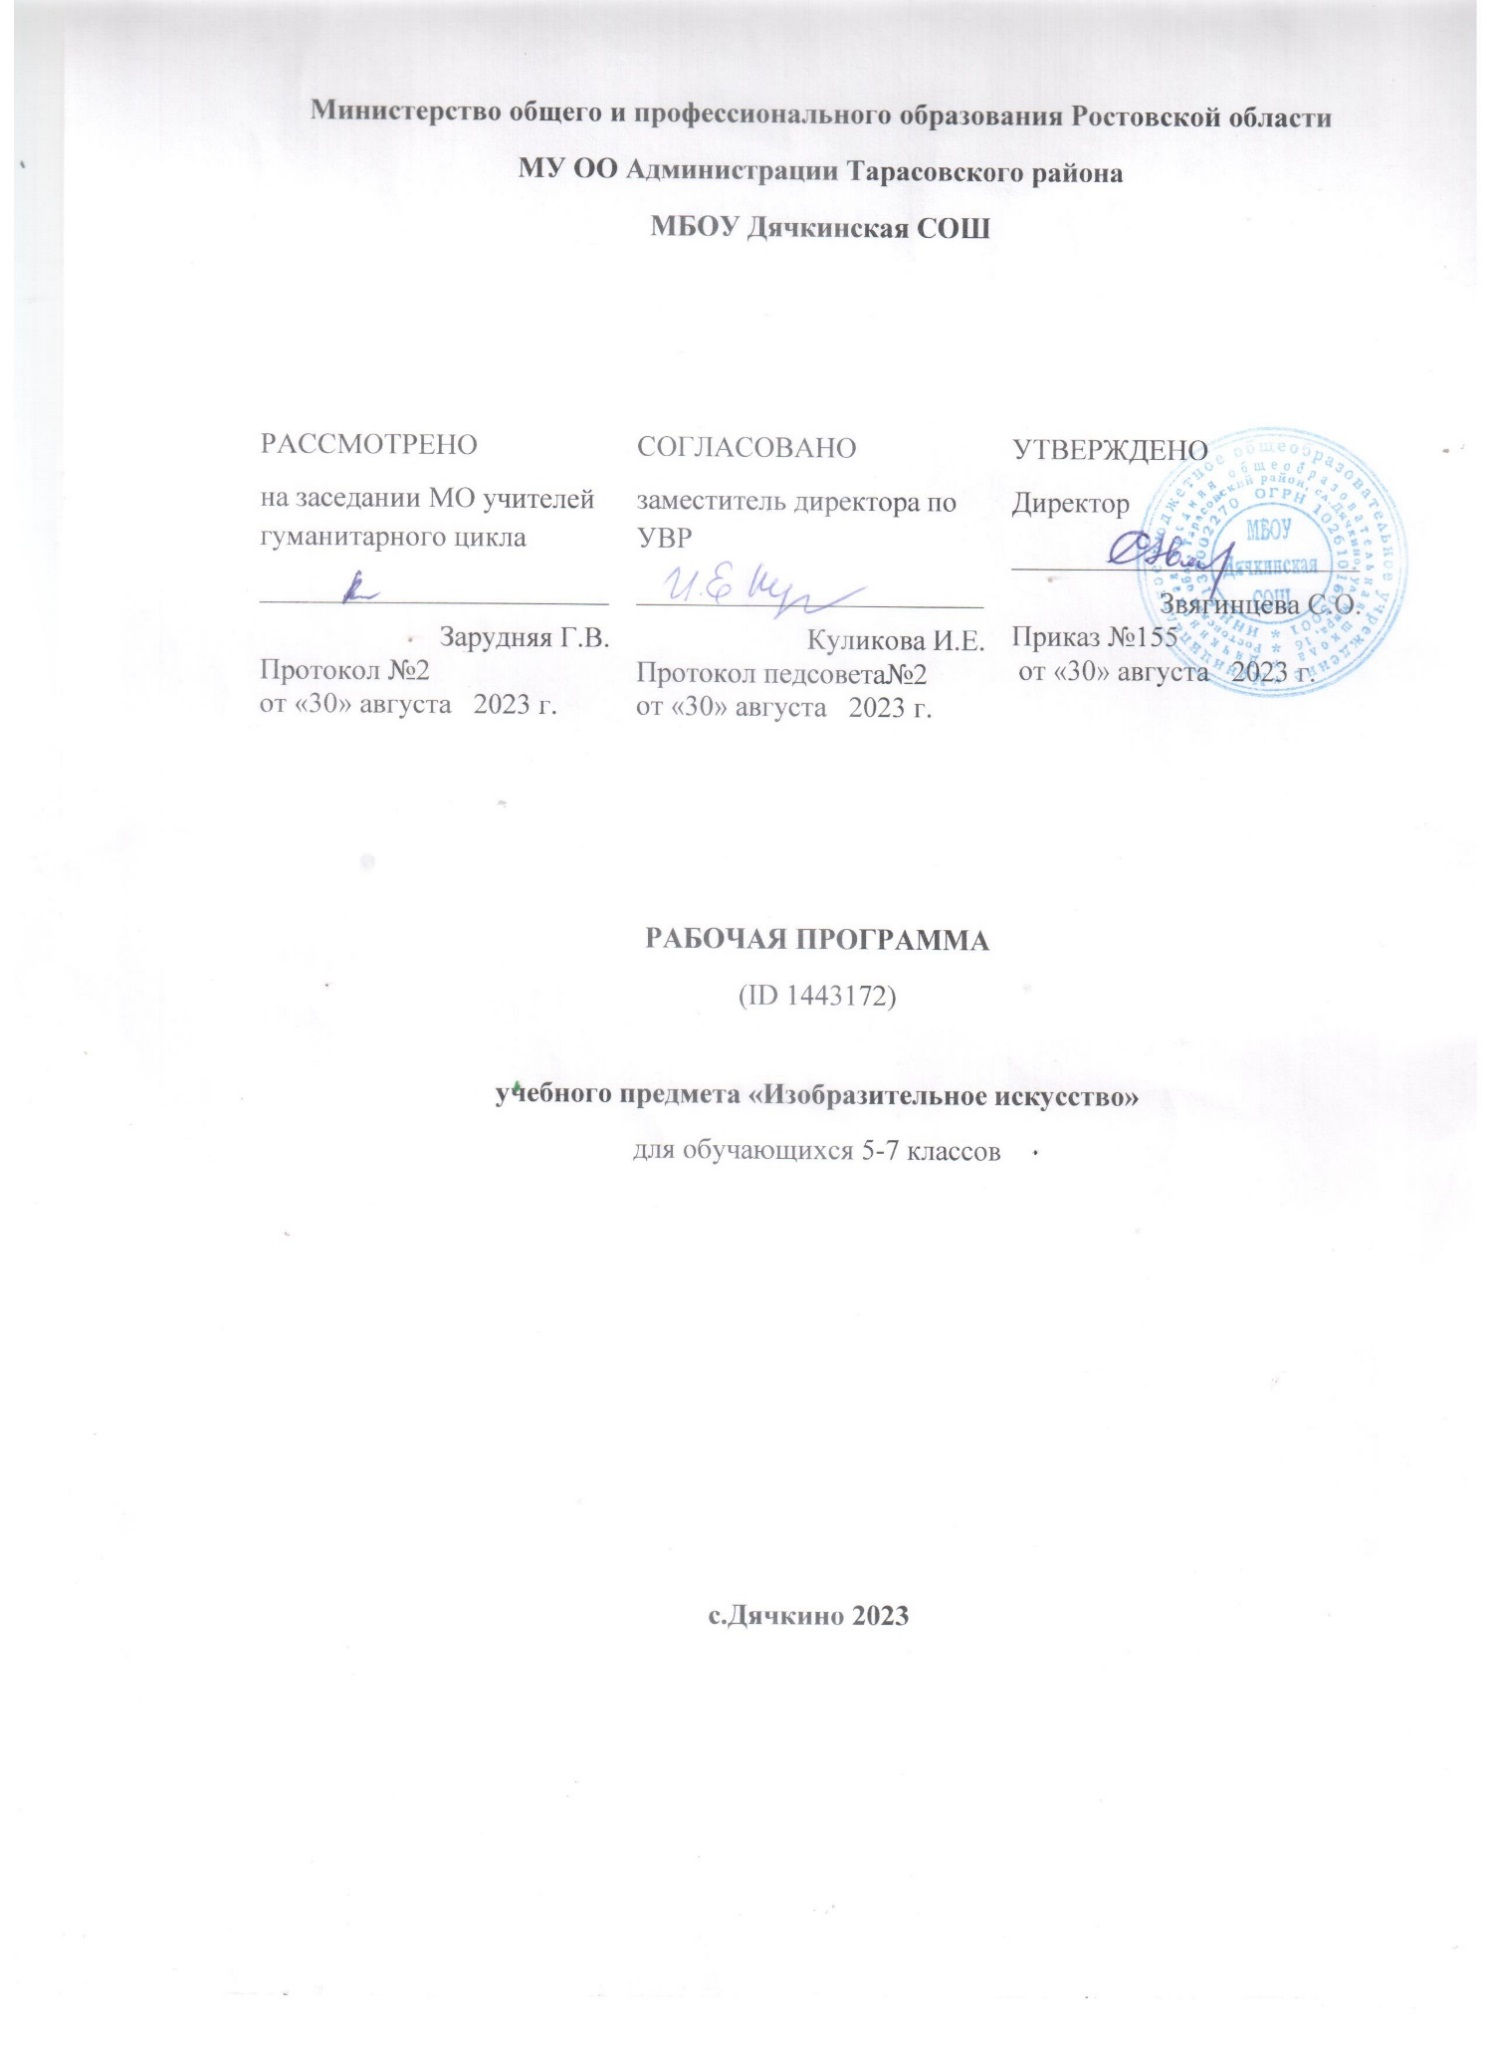 Министерство общего и профессионального образования Ростовской области
МУ ОО Администрации Тарасовского района
МБОУ Дячкинская СОШ
РАССМОТРЕНО
на заседании МО учителей
гуманитарного цикла
Зарудняя Г.В.
Протокол №2
от «30» августа   2023 г.
СОГЛАСОВАНО
заместитель директора по
УВР
Куликова И.Е.
Протокол педсовета№2
от «30» августа   2023 г.
УТВЕРЖДЕНО
Директор
Звягинцева С.О.
Приказ №155
от «30» августа   2023 г.
МБОУ
Дячкинская
СОШ
РАБОЧАЯ ПРОГРАММА
(ID 1443172)
учебного предмета «Изобразительное искусство»
для обучающихся 5-7 классов
с.Дячкино 2023